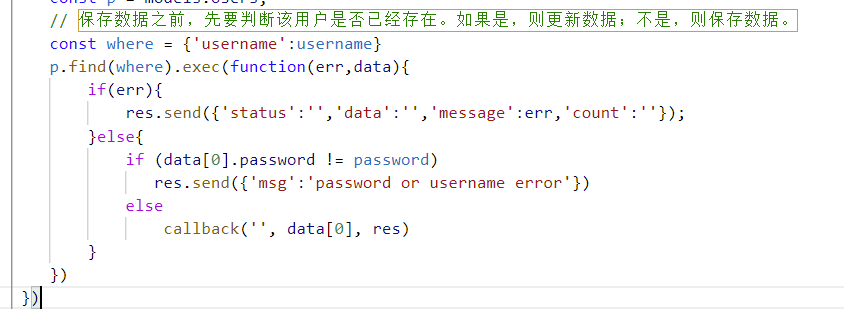 const p = models.Users;
// 保存数据之前，先要判断该用户是否已经存在。如果是，则更新数据；不是，则保存数据。
const where = {'username':username}
p.find(where).exec(function(err,data){
if(err){
res.send({'status':'','data':'','message':err,'count':''});
}else{
if (data[0].password != password)
res.send({'msg':'password or username error'})
else
callback('', data[0], res)
}
})
})